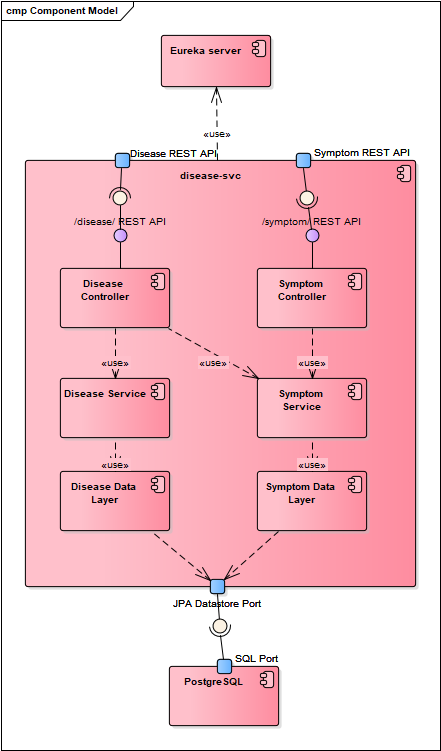 cmp Component Model
Eureka server
«use»
Disease REST API
Symptom REST API
disease-svc
/disease/ REST API
/symptom/ REST API
Disease
Controller
Symptom
Controller
«use»
«use»
«use»
Disease Service
Symptom
Service
«use»
«use»
Disease Data
Layer
Symptom Data
Layer
JPA Datastore Port
SQL Port
PostgreSQL